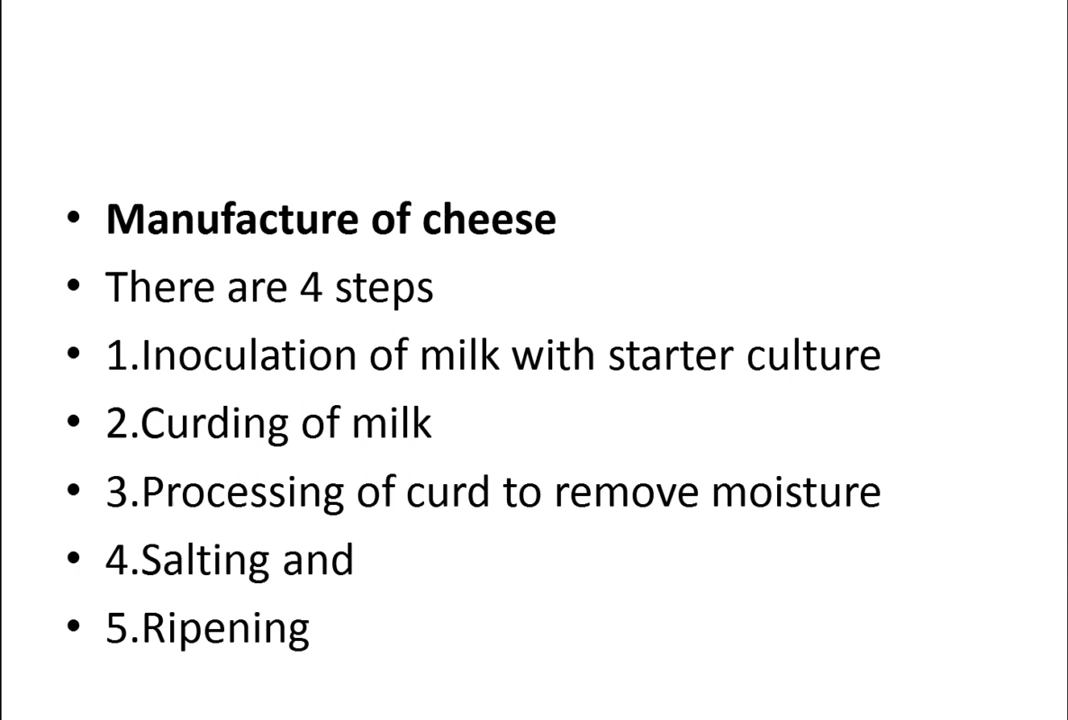 • Manufacture of cheese
• There are 4 steps
• 1.Inoculation of milk with starter culture
• 2.Curding of milk
• 3.Processing of curd to remove moisture
• 4.Salting and
• 5.Ripening